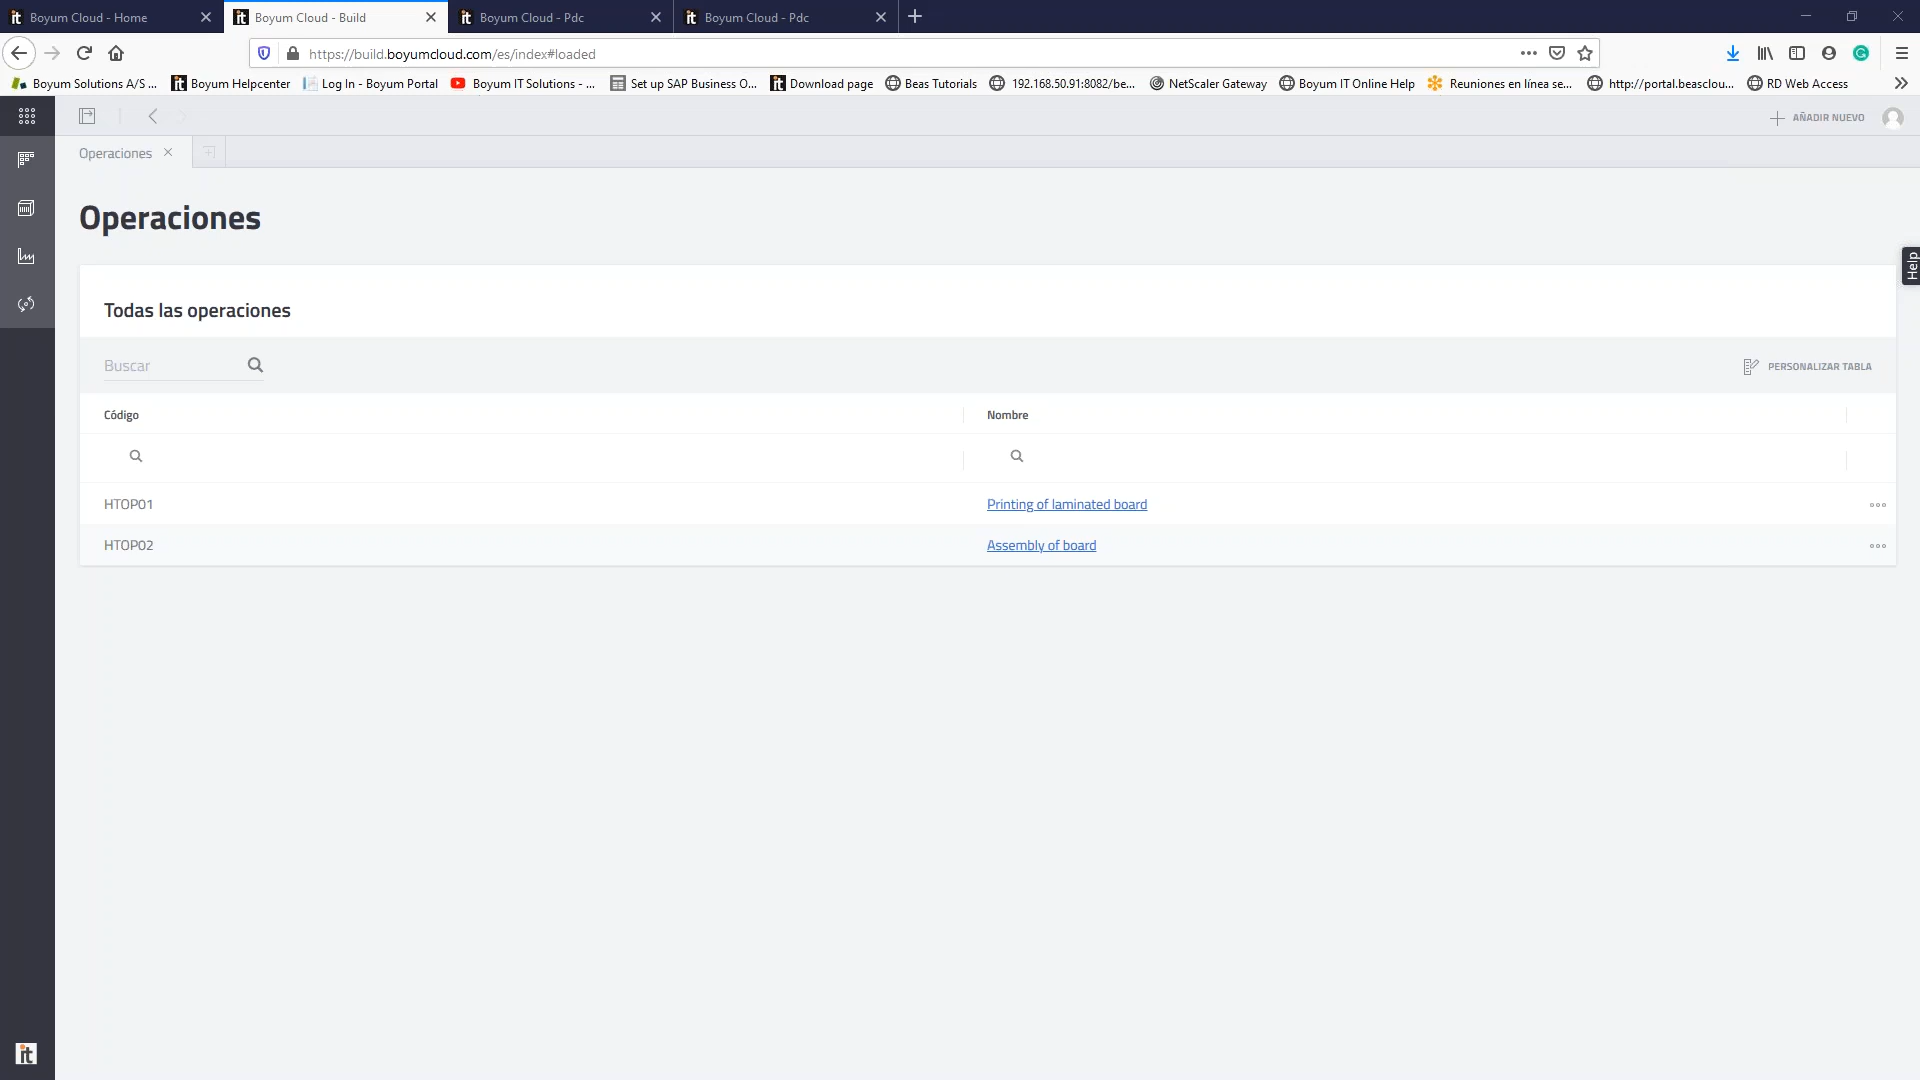 Boyum Cloud - Home
Boyum Cloud - Build
Boyum Cloud - Pdc
Boyum Cloud - Pdc
https://build.boyumcloud.com/es/index#loaded
Boyum Solutions A/S ...
Boyum Helpcenter
Log In - Boyum Portal
Boyum IT Solutions - ...
Set up SAP Business O...
Download page
Beas Tutorials
192.168.50.91:8082/be...
NetScaler Gateway
Boyum IT Online Help
Reuniones en línea se...
http://portal.beasclou...
RD Web Access
AÑADIR NUEVO
Operaciones
Operaciones
Help
Todas las operaciones
Buscar
PERSONALIZAR TABLA
Código Nombre
HTOP01 Printing of laminated board
HTOP02 Assembly of board
it